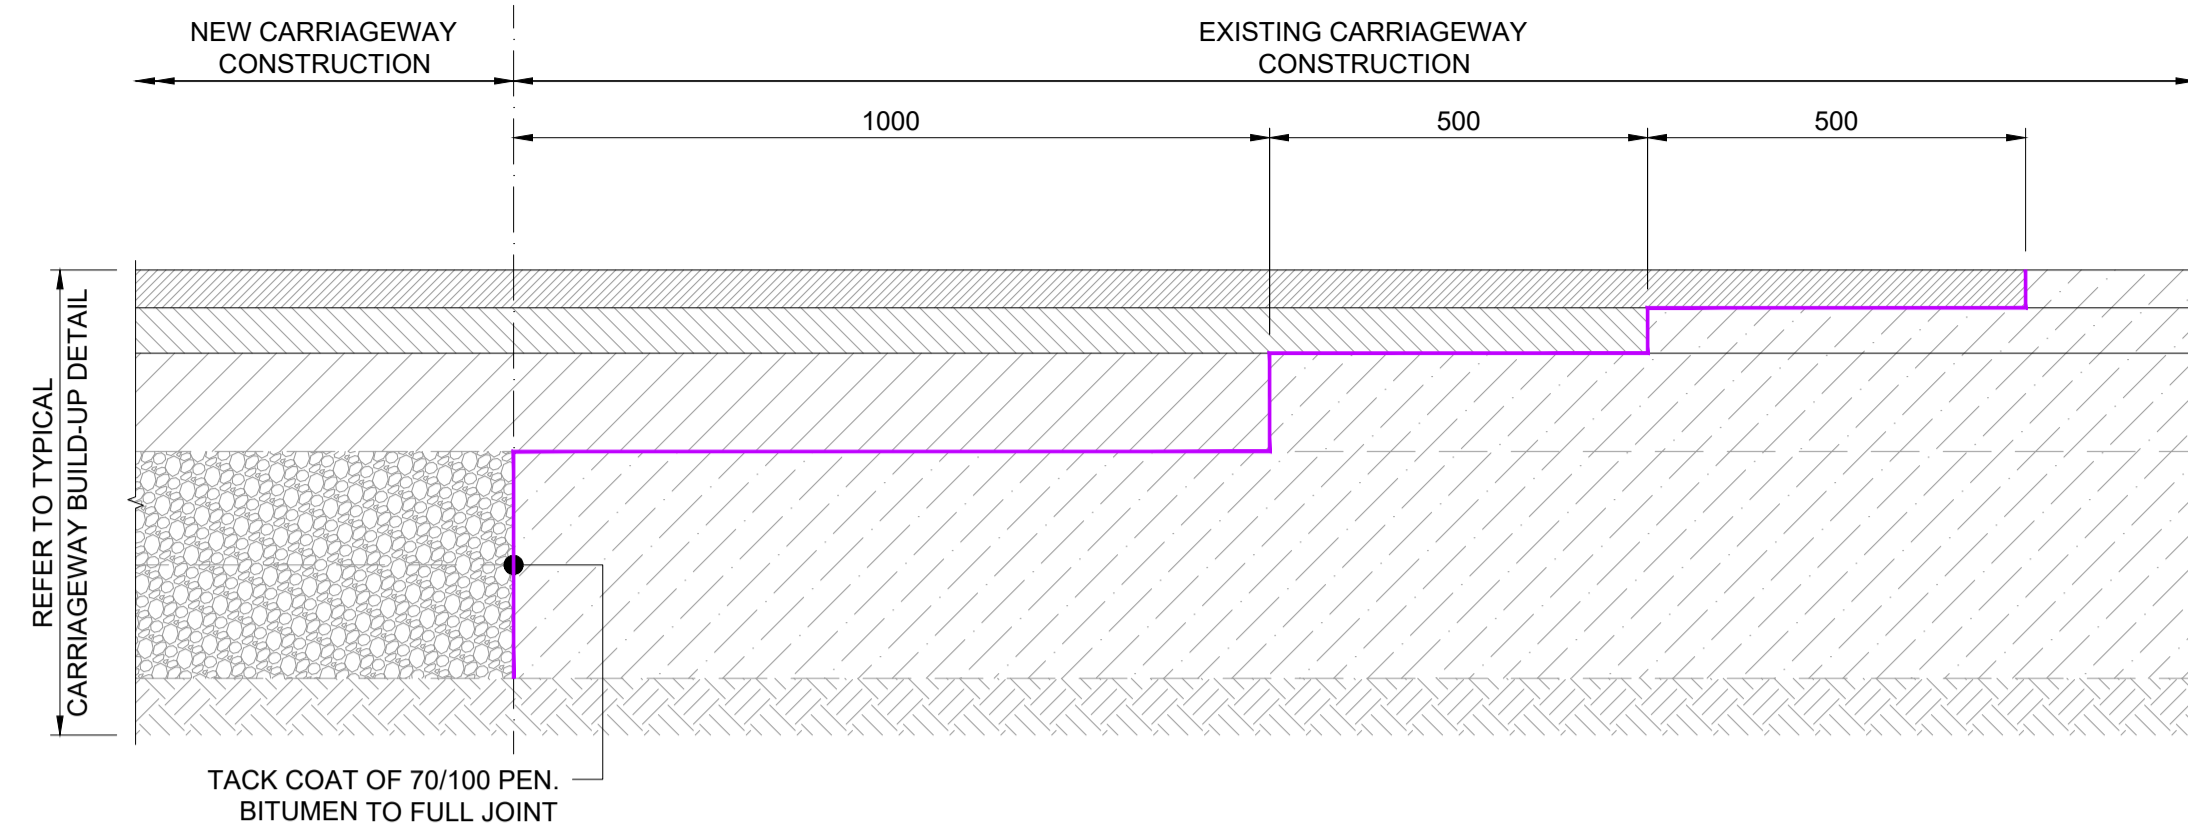 NEW CARRIAGEWAY
CONSTRUCTION
EXISTING CARRIAGEWAY
CONSTRUCTION
1000
500
500
REFER TO TYPICAL
CARRIAGEWAY BUILD-UP DETAIL
TACK COAT OF 70/100 PEN.
BITUMEN TO FULL JOINT